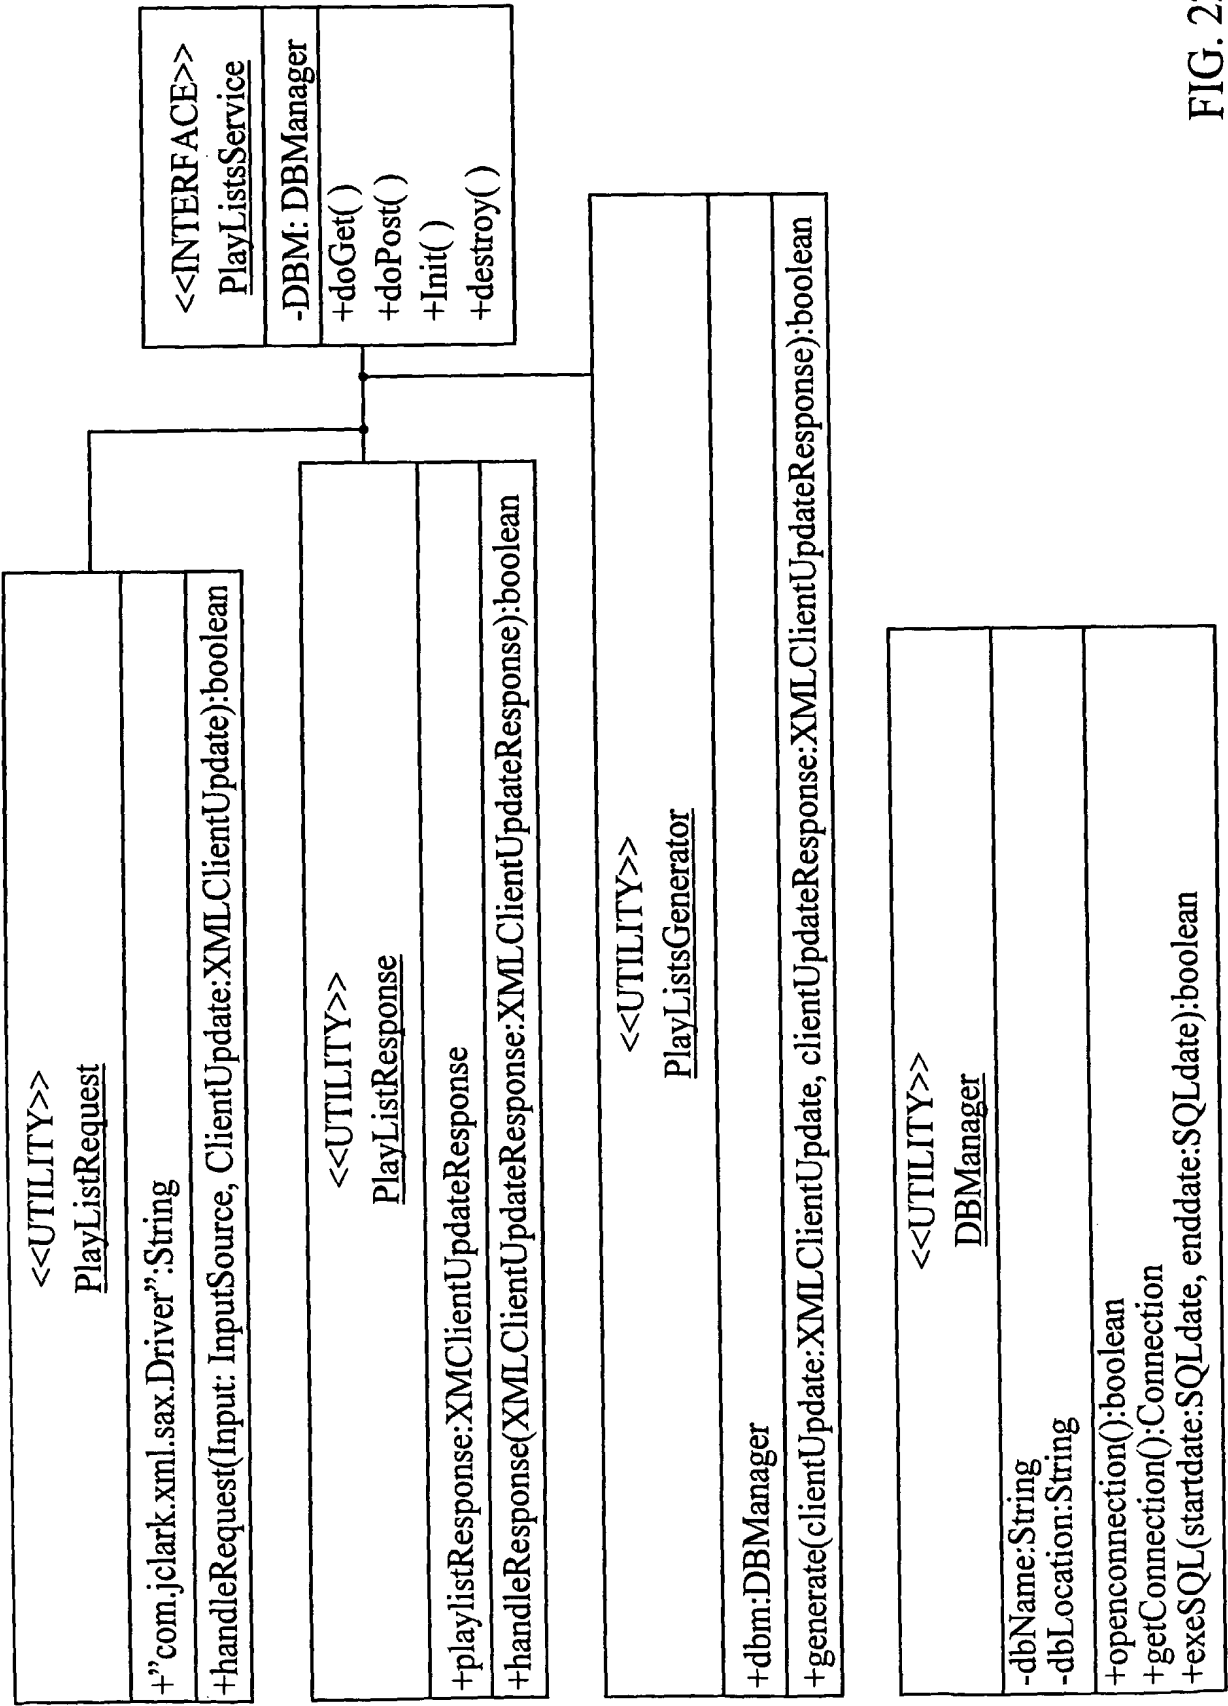 <<UTILITY>>
PlayListRequest
+"com.jclark.xml.sax.Driver":String
+handleRequest(Input: InputSource, ClientUpdate:XMLClientUpdate):boolean
<<UTILITY>>
PlayListResponse
+playlistResponse:XMClientUpdateResponse
+handleResponse(XMLClientUpdateResponse:XMLClientUpdateResponse):boolean
<<INTERFACE>>
PlayListsService
-DBM: DBManager
+doGet( )
+doPost( )
+Init( )
+destroy( )
<<UTILITY>>
PlayListsGenerator
+dbm:DBManager
+generate(clientUpdate:XMLClientUpdate, clientUpdateResponse:XMLClientUpdateResponse):boolean
<<UTILITY>>
DBManager
-dbName:String
-dbLocation:String
+openconnection():boolean
+getConnection():Connection
+exeSQL(startdate:SQLdate, enddate:SQLdate):boolean
FIG.